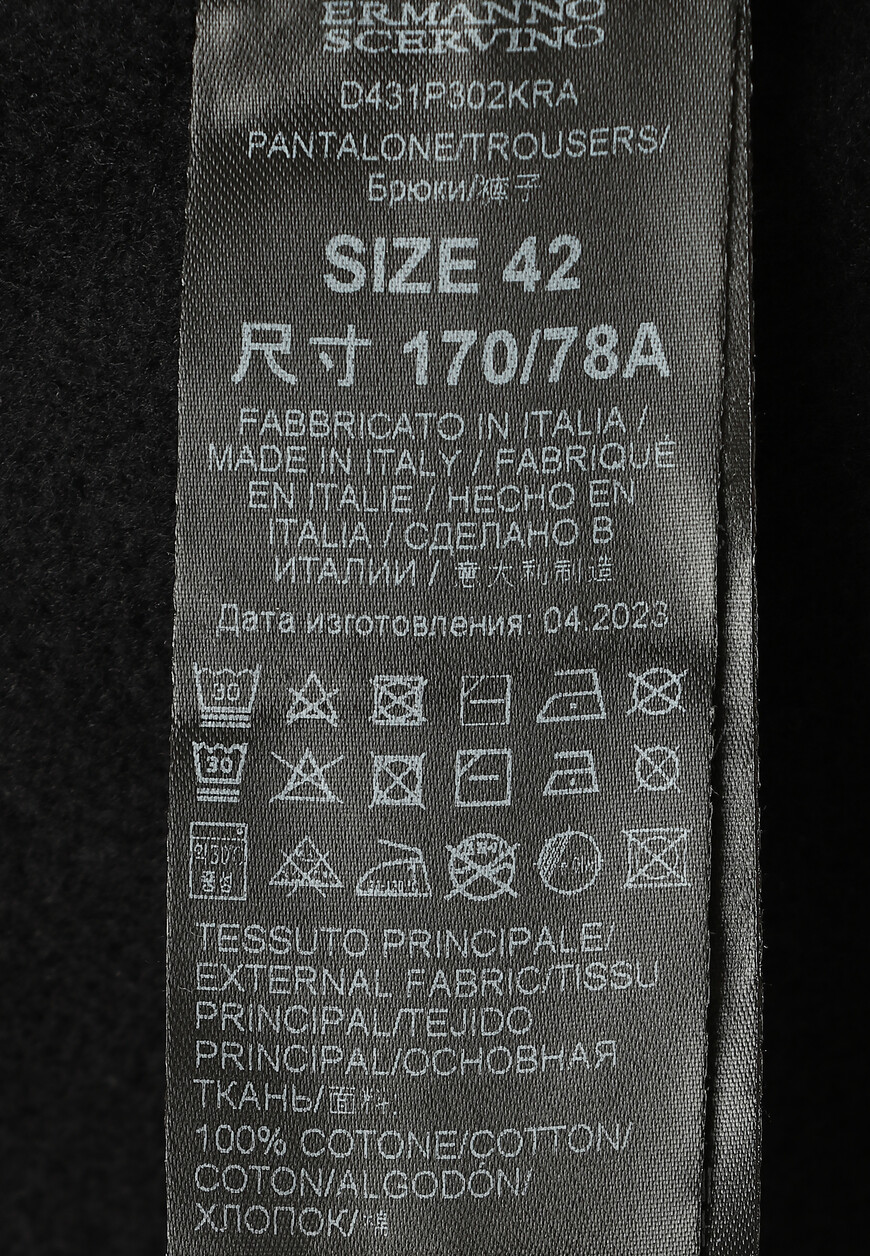 ERMANNO
SCERVINO
D431P302KRA
PANTALONE/TROUSERS/
Брюки/裤子
SIZE 42
尺寸 170/78A
FABBRICATO IN ITALIA /
MADE IN ITALY / FABRIQUÉ
EN ITALIE / HECHO EN
ITALIA / СДЕЛАНО В
ИТАЛИИ / 意大利制造
Дата изготовления: 04.2023
30
30
TESSUTO PRINCIPALE/
EXTERNAL FABRIC/TISSU
PRINCIPAL/TEJIDO
PRINCIPAL/ОСНОВНАЯ
ТКАНЬ/面料.
100% COTONE/COTTON/
COTON/ALGODÓN/
ХЛОПОК/棉